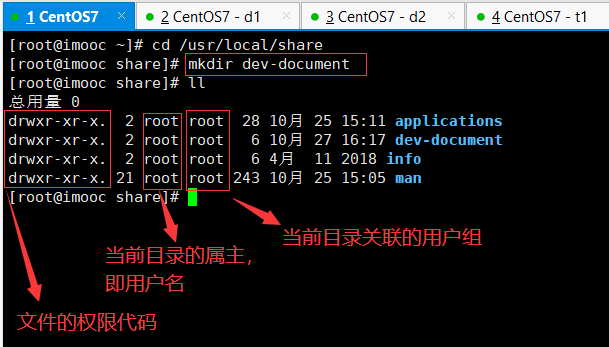 1 CentOS7
2 CentOS7 - d1
3 CentOS7 - d2
4 CentOS7 - t1
[root@imooc ~]# cd /usr/local/share
[root@imooc share]# mkdir dev-document
[root@imooc share]# ll
总用量 0
drwxr-xr-x. 2 root root 28 10月 25 15:11 applications
drwxr-xr-x. 2 root root 6 10月 27 16:17 dev-document
drwxr-xr-x. 2 root root 6 4月 11 2018 info
drwxr-xr-x. 21 root root 243 10月 25 15:05 man
[root@imooc share]#
当前目录关联的用户组
当前目录的属主，
即用户名
文件的权限代码